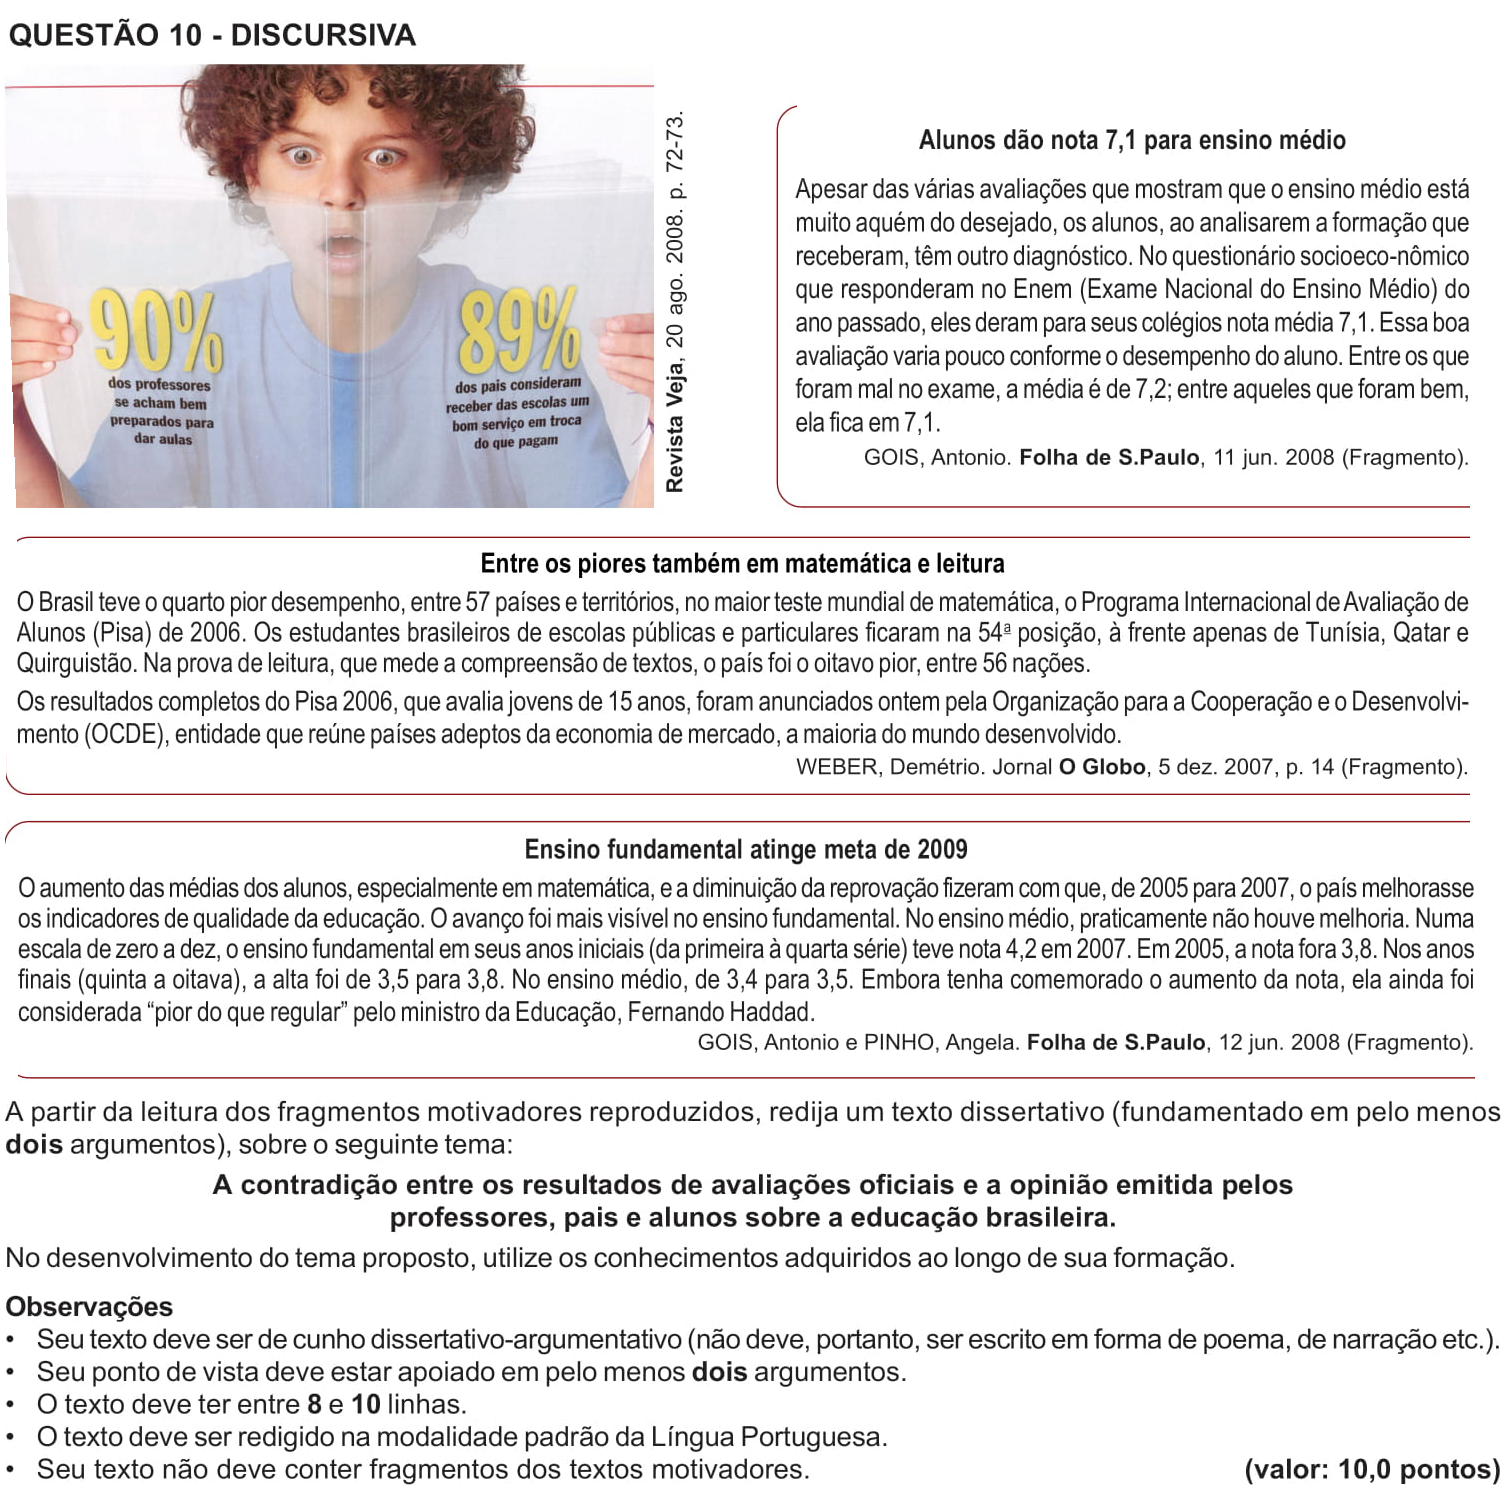 QUESTÃO 10 - DISCURSIVA
90%
dos professores
se acham bem
preparados para
dar aulas
89%
dos pais consideram
receber das escolas um
bom serviço em troca
do que pagam
Revista Veja, 20 ago. 2008. p. 72-73.
Alunos dão nota 7,1 para ensino médio
Apesar das várias avaliações que mostram que o ensino médio está
muito aquém do desejado, os alunos, ao analisarem a formação que
receberam, têm outro diagnóstico. No questionário socioeco-nômico
que responderam no Enem (Exame Nacional do Ensino Médio) do
ano passado, eles deram para seus colégios nota média 7,1. Essa boa
avaliação varia pouco conforme o desempenho do aluno. Entre os que
foram mal no exame, a média é de 7,2; entre aqueles que foram bem,
ela fica em 7,1.
GOIS, Antonio. Folha de S.Paulo, 11 jun. 2008 (Fragmento).
Entre os piores também em matemática e leitura
O Brasil teve o quarto pior desempenho, entre 57 países e territórios, no maior teste mundial de matemática, o Programa Internacional de Avaliação de
Alunos (Pisa) de 2006. Os estudantes brasileiros de escolas públicas e particulares ficaram na 54ª posição, à frente apenas de Tunísia, Qatar e
Quirguistão. Na prova de leitura, que mede a compreensão de textos, o país foi o oitavo pior, entre 56 nações.
Os resultados completos do Pisa 2006, que avalia jovens de 15 anos, foram anunciados ontem pela Organização para a Cooperação e o Desenvolvi-
mento (OCDE), entidade que reúne países adeptos da economia de mercado, a maioria do mundo desenvolvido.
WEBER, Demétrio. Jornal O Globo, 5 dez. 2007, p. 14 (Fragmento).
Ensino fundamental atinge meta de 2009
O aumento das médias dos alunos, especialmente em matemática, e a diminuição da reprovação fizeram com que, de 2005 para 2007, o país melhorasse
os indicadores de qualidade da educação. O avanço foi mais visível no ensino fundamental. No ensino médio, praticamente não houve melhoria. Numa
escala de zero a dez, o ensino fundamental em seus anos iniciais (da primeira à quarta série) teve nota 4,2 em 2007. Em 2005, a nota fora 3,8. Nos anos
finais (quinta a oitava), a alta foi de 3,5 para 3,8. No ensino médio, de 3,4 para 3,5. Embora tenha comemorado o aumento da nota, ela ainda foi
considerada “pior do que regular” pelo ministro da Educação, Fernando Haddad.
GOIS, Antonio e PINHO, Angela. Folha de S.Paulo, 12 jun. 2008 (Fragmento).
A partir da leitura dos fragmentos motivadores reproduzidos, redija um texto dissertativo (fundamentado em pelo menos
dois argumentos), sobre o seguinte tema:
A contradição entre os resultados de avaliações oficiais e a opinião emitida pelos
professores, pais e alunos sobre a educação brasileira.
No desenvolvimento do tema proposto, utilize os conhecimentos adquiridos ao longo de sua formação.
Observações
• Seu texto deve ser de cunho dissertativo-argumentativo (não deve, portanto, ser escrito em forma de poema, de narração etc.).
• Seu ponto de vista deve estar apoiado em pelo menos dois argumentos.
• O texto deve ter entre 8 e 10 linhas.
• O texto deve ser redigido na modalidade padrão da Língua Portuguesa.
• Seu texto não deve conter fragmentos dos textos motivadores. (valor: 10,0 pontos)